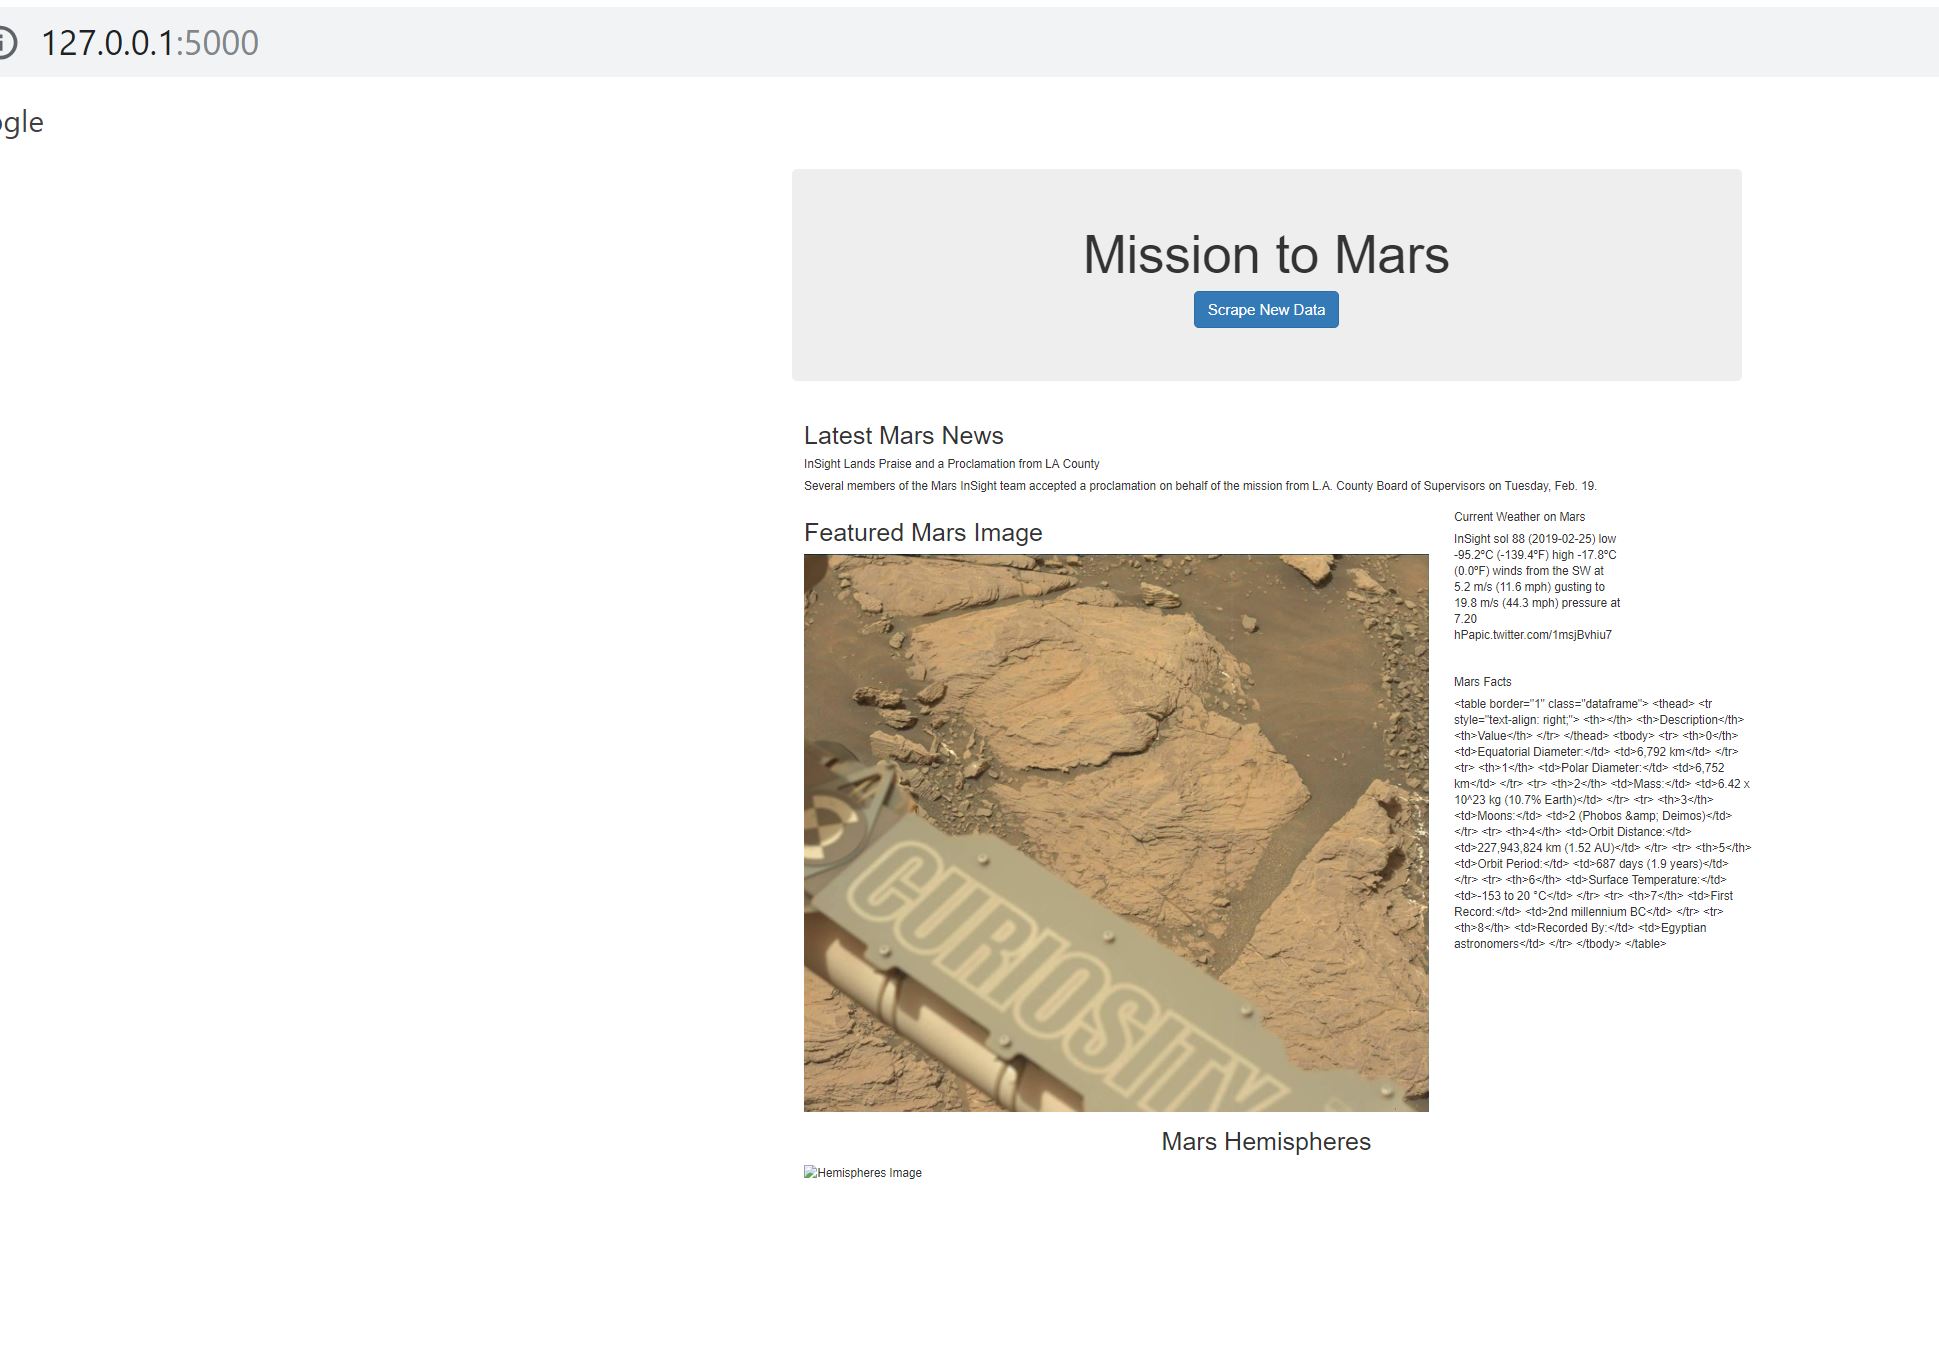 127.0.0.1:5000
ogle
Mission to Mars
Scrape New Data
Latest Mars News
InSight Lands Praise and a Proclamation from LA County
Several members of the Mars InSight team accepted a proclamation on behalf of the mission from L.A. County Board of Supervisors on Tuesday, Feb. 19.
Featured Mars Image
CURIOSITY
Current Weather on Mars
InSight sol 88 (2019-02-25) low
-95.2ºC (-139.4ºF) high -17.8ºC
(0.0ºF) winds from the SW at
5.2 m/s (11.6 mph) gusting to
19.8 m/s (44.3 mph) pressure at
7.20
hPapic.twitter.com/1msjBvhiu7
Mars Facts
<table border="1" class="dataframe"> <thead> <tr
style="text-align: right;"> <th></th> <th>Description</th>
<th>Value</th> </tr> </thead> <tbody> <tr> <th>0</th>
<td>Equatorial Diameter:</td> <td>6,792 km</td> </tr>
<tr> <th>1</th> <td>Polar Diameter:</td> <td>6,752
km</td> </tr> <tr> <th>2</th> <td>Mass:</td> <td>6.42 x
10^23 kg (10.7% Earth)</td> </tr> <tr> <th>3</th>
<td>Moons:</td> <td>2 (Phobos &amp; Deimos)</td>
</tr> <tr> <th>4</th> <td>Orbit Distance:</td>
<td>227,943,824 km (1.52 AU)</td> </tr> <tr> <th>5</th>
<td>Orbit Period:</td> <td>687 days (1.9 years)</td>
</tr> <tr> <th>6</th> <td>Surface Temperature:</td>
<td>-153 to 20 °C</td> </tr> <tr> <th>7</th> <td>First
Record:</td> <td>2nd millennium BC</td> </tr> <tr>
<th>8</th> <td>Recorded By:</td> <td>Egyptian
astronomers</td> </tr> </tbody> </table>
Mars Hemispheres
Hemispheres Image